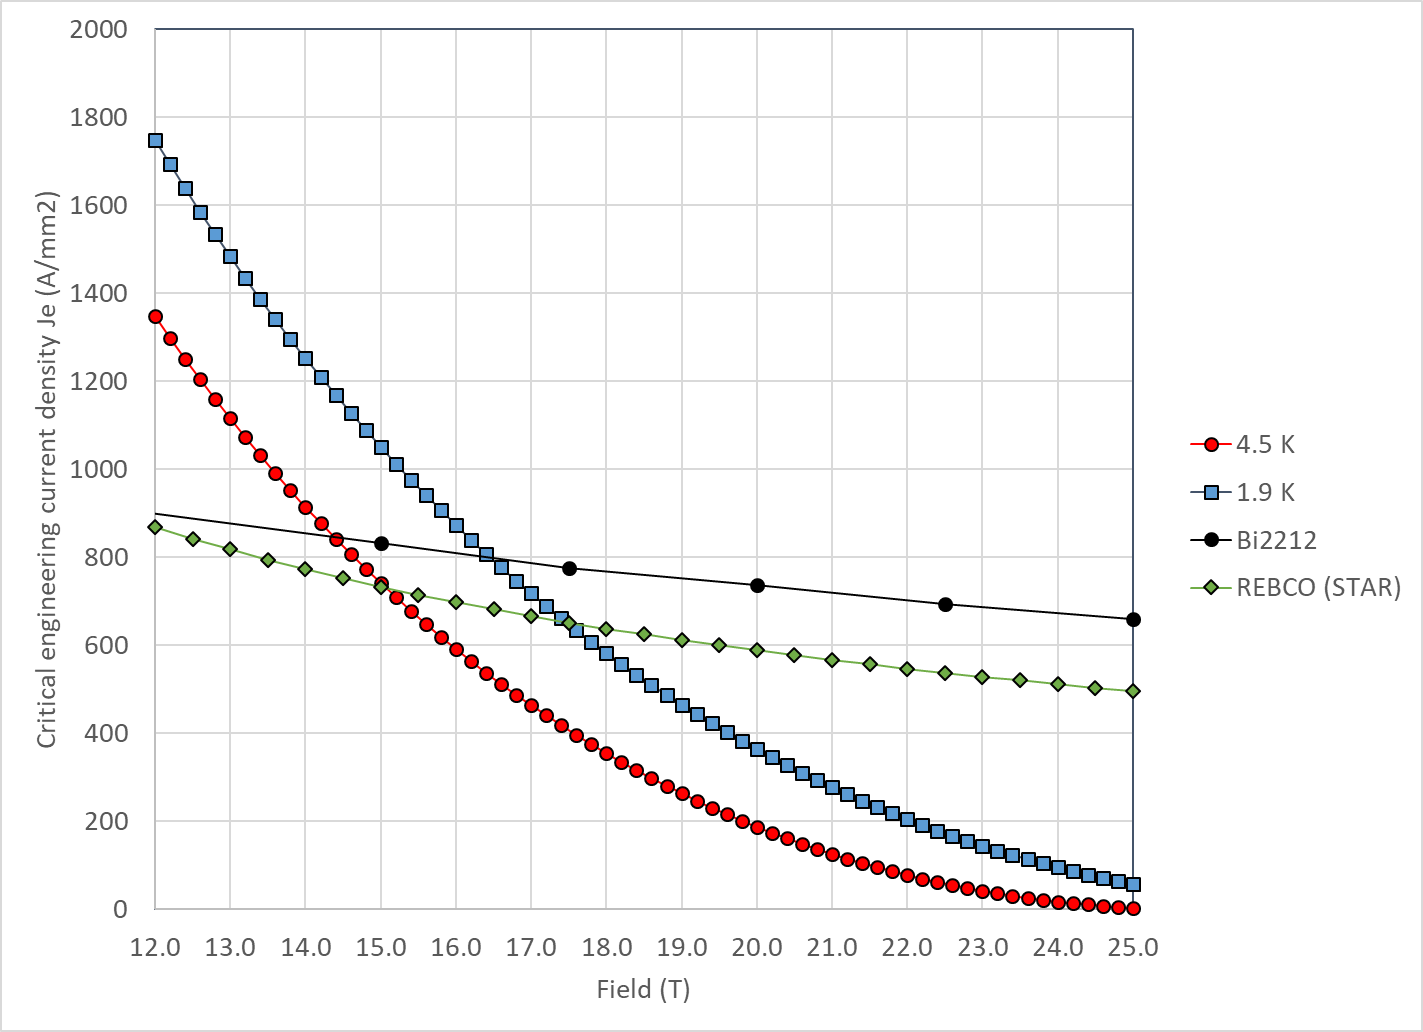 2000
1800
1600
1400
1200
1000
800
600
400
200
0
Critical engineering current density Je (A/mm2)
12.0 13.0 14.0 15.0 16.0 17.0 18.0 19.0 20.0 21.0 22.0 23.0 24.0 25.0
Field (T)
4.5 K
1.9 K
Bi2212
REBCO (STAR)